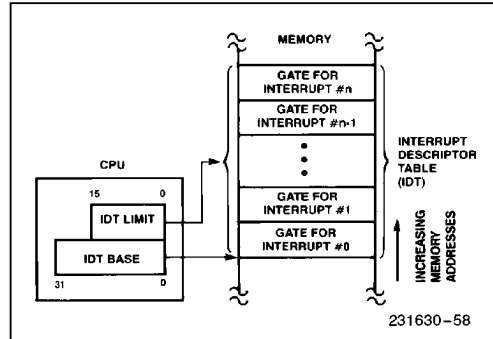 MEMORY
GATE FOR
INTERRUPT #n
GATE FOR
INTERRUPT #n-1
CPU
15 0
IDT LIMIT
IDT BASE
31 0
GATE FOR
INTERRUPT #1
GATE FOR
INTERRUPT #0
INTERRUPT
DESCRIPTOR
TABLE
(IDT)
INCREASING
MEMORY
ADDRESSES
231630–58